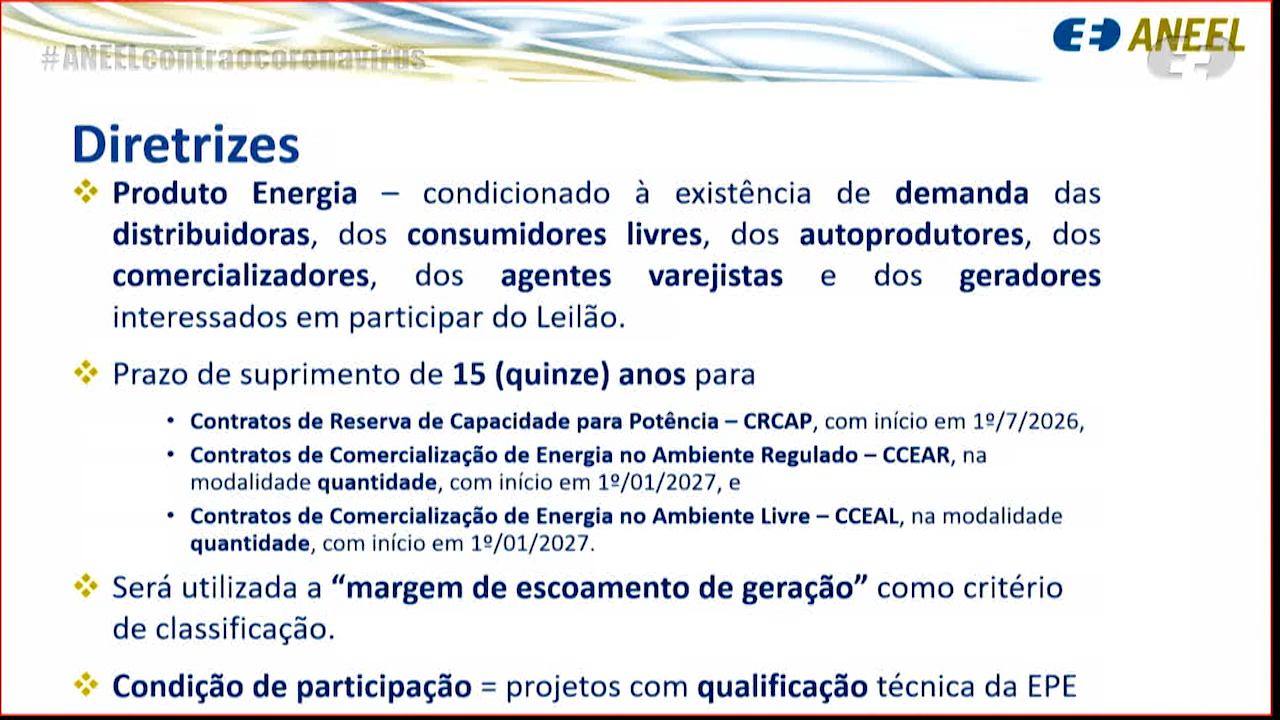 #ANEELcontraocoronavirus
ANEEL
Diretrizes
❖ Produto Energia – condicionado à existência de demanda das
distribuidoras, dos consumidores livres, dos autoprodutores, dos
comercializadores, dos agentes varejistas e dos geradores
interessados em participar do Leilão.
❖ Prazo de suprimento de 15 (quinze) anos para
• Contratos de Reserva de Capacidade para Potência – CRCAP, com início em 1º/7/2026,
• Contratos de Comercialização de Energia no Ambiente Regulado – CCEAR, na
modalidade quantidade, com início em 1º/01/2027, e
• Contratos de Comercialização de Energia no Ambiente Livre – CCEAL, na modalidade
quantidade, com início em 1º/01/2027.
❖ Será utilizada a “margem de escoamento de geração” como critério
de classificação.
❖ Condição de participação = projetos com qualificação técnica da EPE